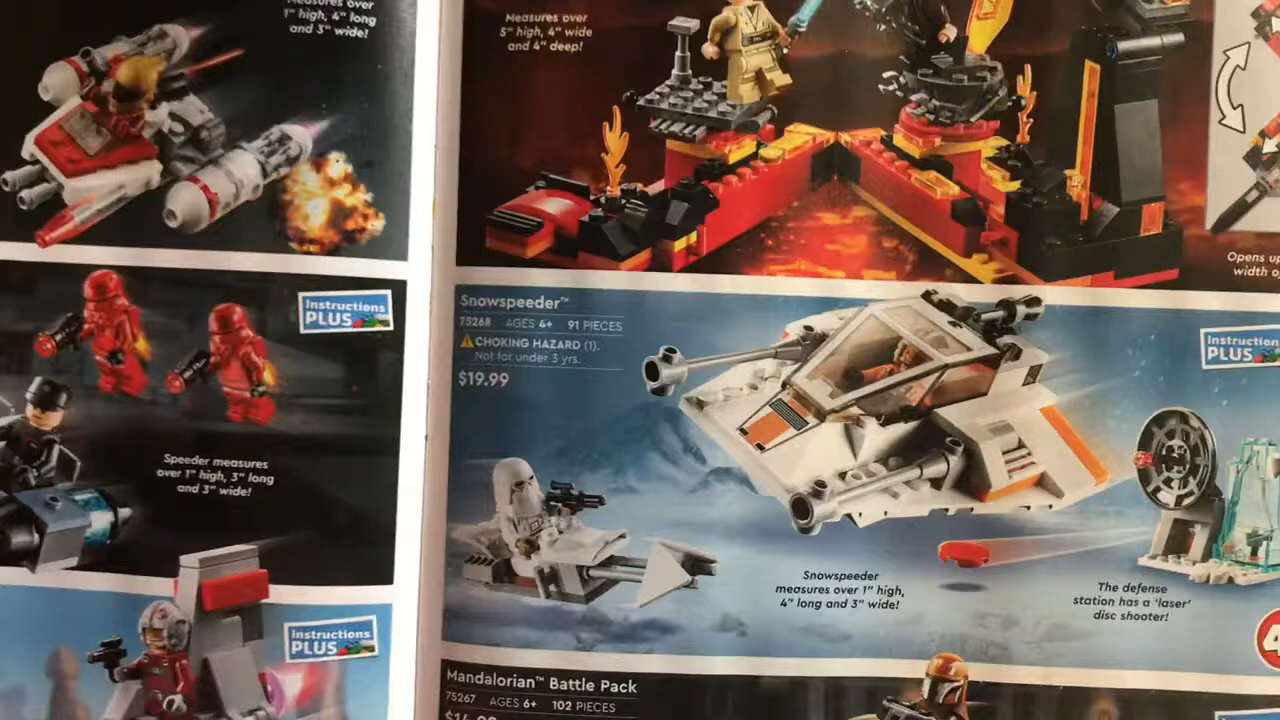 Measures over
1" high, 4" long
and 3" wide!
Instructions
PLUS
Speeder measures
over 1" high, 3" long
and 3" wide!
Instructions
PLUS
Measures over
5" high, 4" wide
and 4" deep!
Opens up
width o
Snowspeeder™
75268 AGES 4+ 91 PIECES
⚠CHOKING HAZARD (1).
Not for under 3 yrs.
$19.99
Instruction
PLUS
Snowspeeder
measures over 1" high,
4" long and 3" wide!
The defense
station has a 'laser'
disc shooter!
4
Mandalorian™ Battle Pack
75267 AGES 6+ 102 PIECES